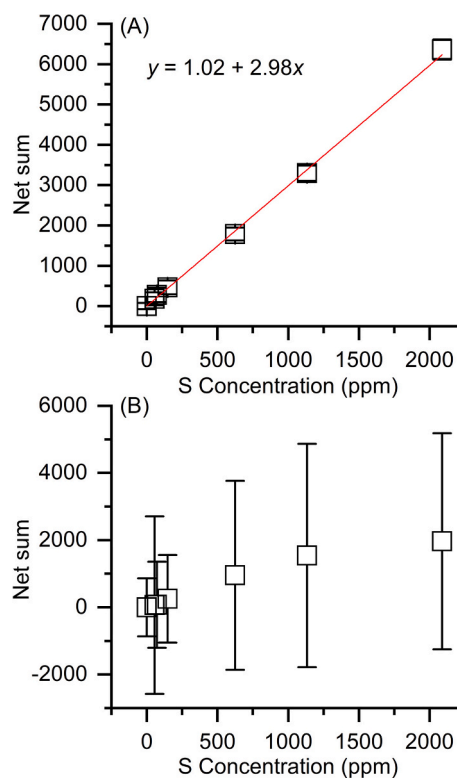 (A)
y = 1.02 + 2.98x
7000
6000
5000
4000
3000
2000
1000
0
Net sum
0 500 1000 1500 2000
S Concentration (ppm)
(B)
6000
4000
2000
0
-2000
Net sum
0 500 1000 1500 2000
S Concentration (ppm)